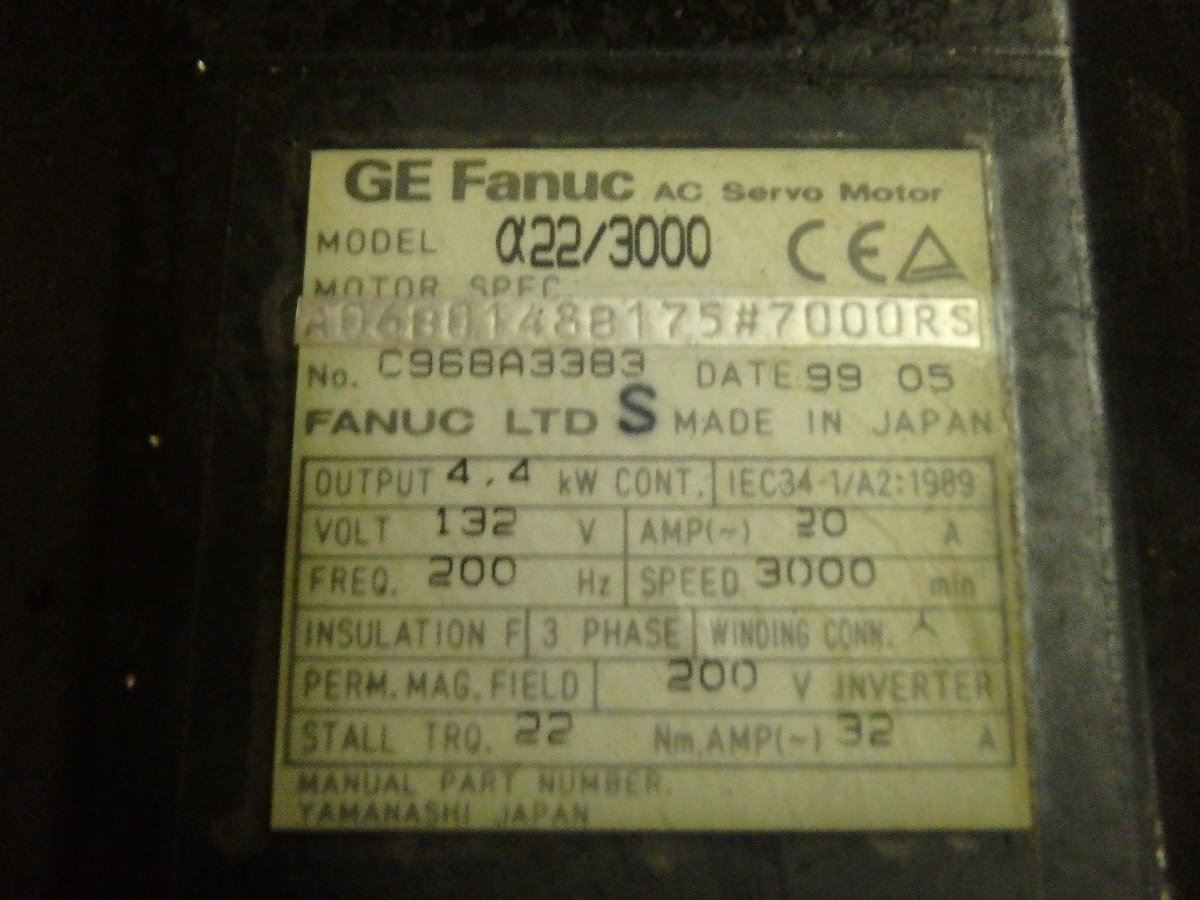 GE Fanuc AC Servo Motor
MODEL α22/3000 CE
MOTOR SPEC.
A06B0148B175#7000RS
No. C968A3383 DATE 99 05
FANUC LTD S MADE IN JAPAN
OUTPUT 4.4 kW CONT. IEC34-1/A2:1989
VOLT 132 V AMP(~) 20 A
FREQ. 200 Hz SPEED 3000 min
INSULATION F 3 PHASE WINDING CONN.
PERM.MAG.FIELD 200 V INVERTER
STALL TRQ. 22 Nm,AMP(~) 32 A
MANUAL PART NUMBER.
YAMANASHI JAPAN